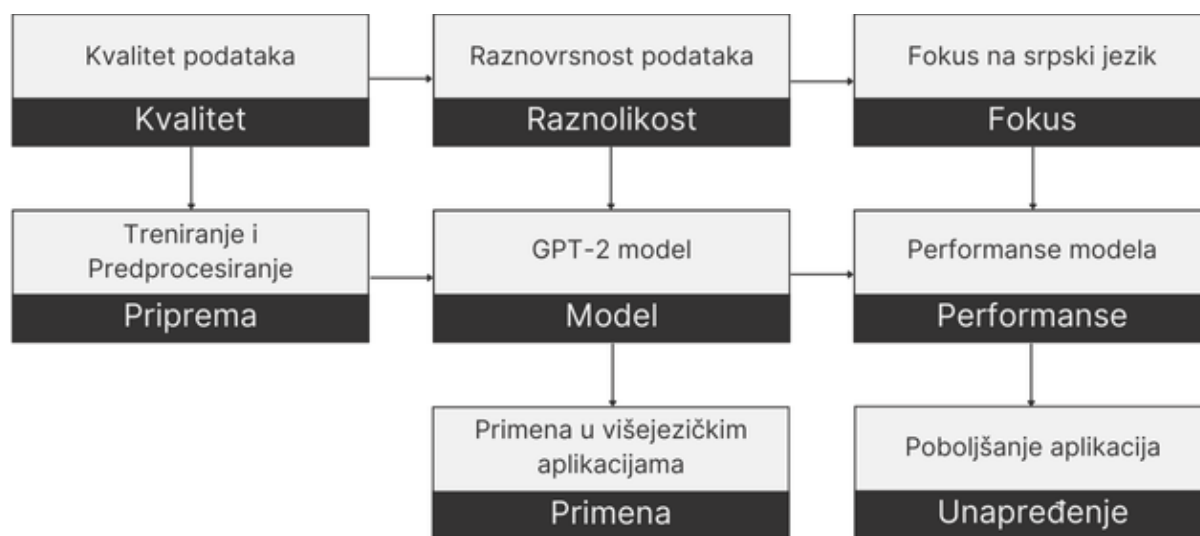 Kvalitet podataka
Kvalitet
Raznovrsnost podataka
Raznolikost
Fokus na srpski jezik
Fokus
Treniranje i
Predprocesiranje
Priprema
GPT-2 model
Model
Performanse modela
Performanse
Primena u višejezičkim
aplikacijama
Primena
Poboljšanje aplikacija
Unapređenje